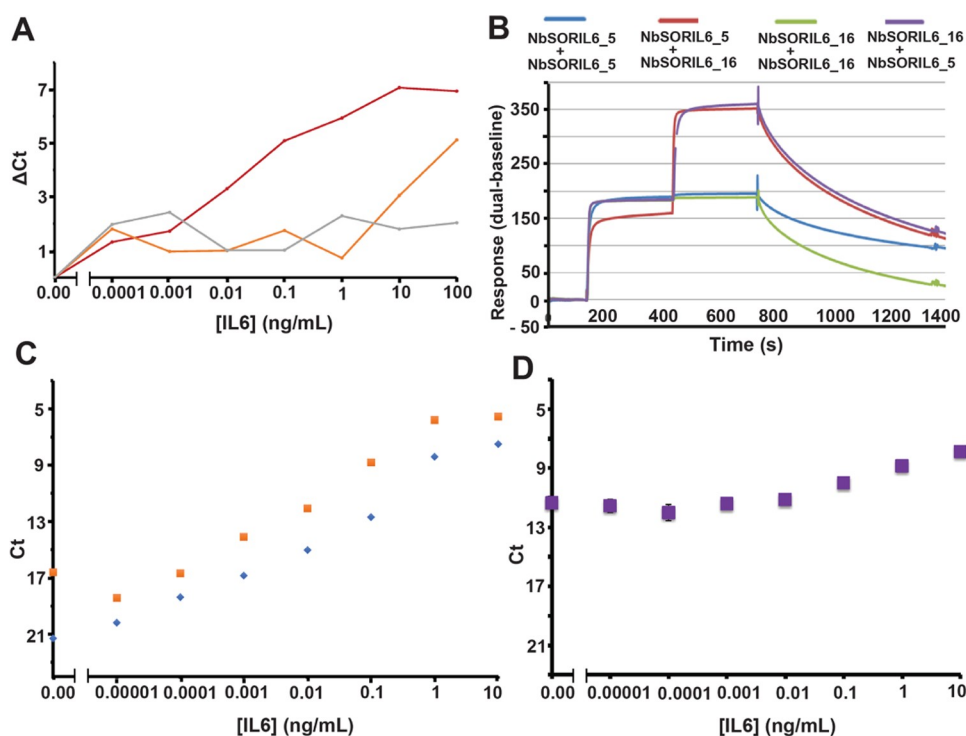 A
7
5
3
1
ΔCt
0.00 0.0001 0.001 0.01 0.1 1 10 100
[IL6] (ng/mL)
B
NbSORIL6_5 NbSORIL6_5 NbSORIL6_16 NbSORIL6_16
+ + + +
NbSORIL6_5 NbSORIL6_16 NbSORIL6_16 NbSORIL6_5
350
250
150
50
0
- 50
Response (dual-baseline)
0 200 400 600 800 1000 1200 1400
Time (s)
C
5
9
13
17
21
Ct
0.00 0.00001 0.0001 0.001 0.01 0.1 1 10
[IL6] (ng/mL)
D
5
9
13
17
21
Ct
0.00 0.00001 0.0001 0.001 0.01 0.1 1 10
[IL6] (ng/mL)